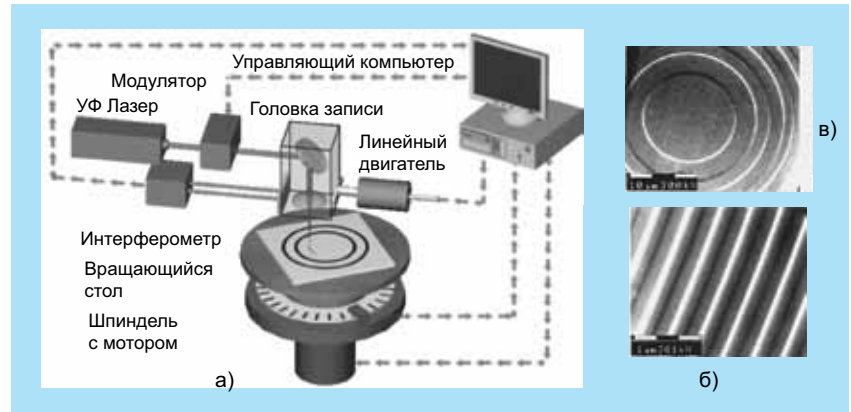 Управляющий компьютер
Модулятор
УФ Лазер
Головка записи
Линейный
двигатель
Интерферометр
Вращающийся
стол
Шпиндель
с мотором
а)
в)
б)